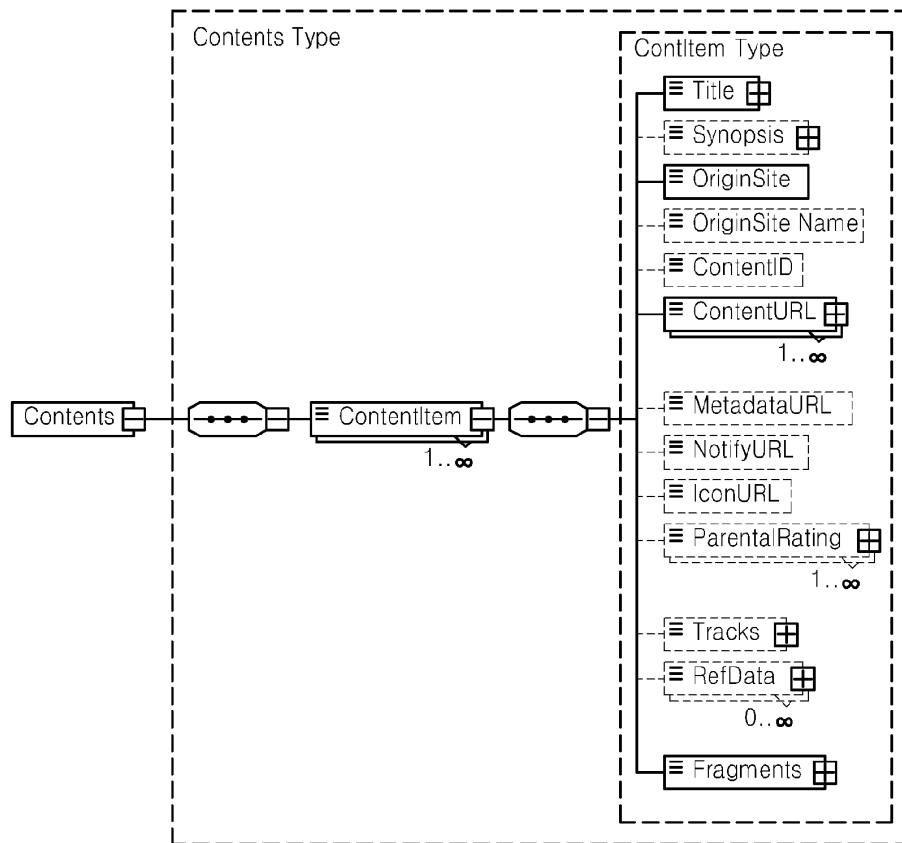 Contents Type
ContItem Type
Title
Synopsis
OriginSite
OriginSite Name
ContentID
ContentURL
1..∞
MetadataURL
Contents
ContentItem
1..∞
NotifyURL
IconURL
ParentalRating
1..∞
Tracks
RefData
0..∞
Fragments